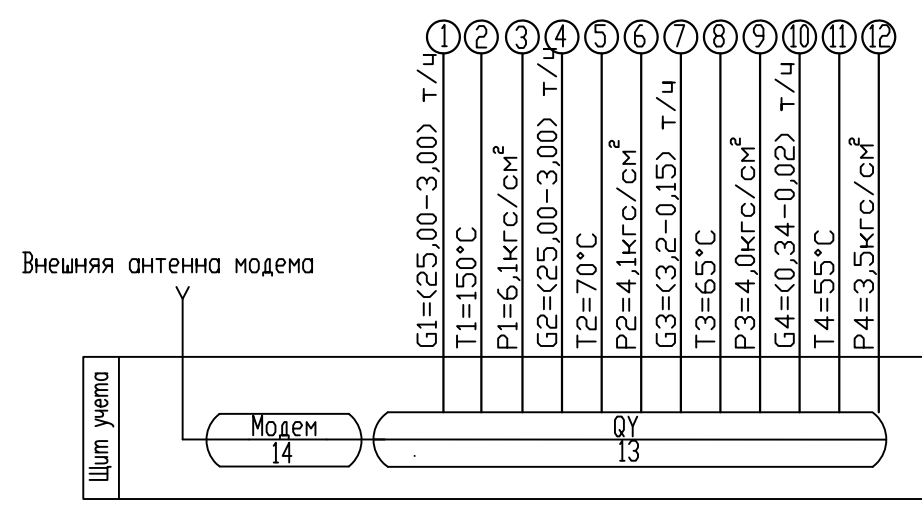 1 2 3 4 5 6 7 8 9 10 11 12
G1=(25,00-3,00) т/ч
T1=150°C
P1=6,1кгс/см²
G2=(25,00-3,00) т/ч
T2=70°C
P2=4,1кгс/см²
G3=(3,2-0,15) т/ч
T3=65°C
P3=4,0кгс/см²
G4=(0,34-0,02) т/ч
T4=55°C
P4=3,5кгс/см²
Внешняя антенна модема
Щит учета
Модем
14
QY
13